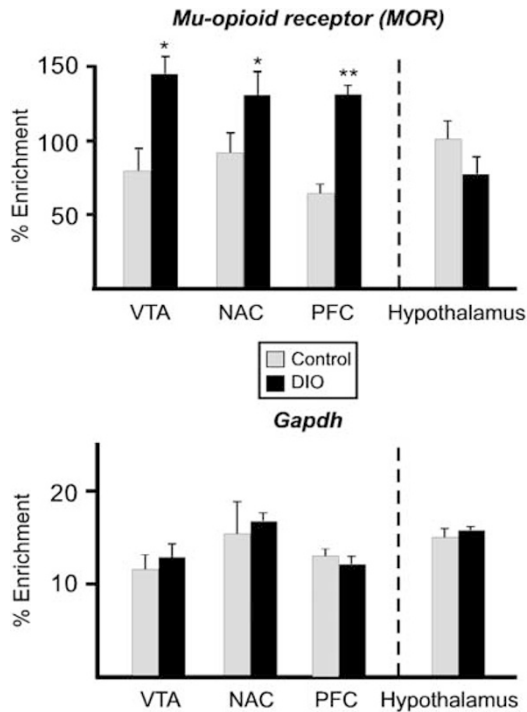 Mu-opioid receptor (MOR)
% Enrichment
150
100
50
* * **
VTA NAC PFC Hypothalamus
Control
DIO
Gapdh
% Enrichment
20
10
VTA NAC PFC Hypothalamus